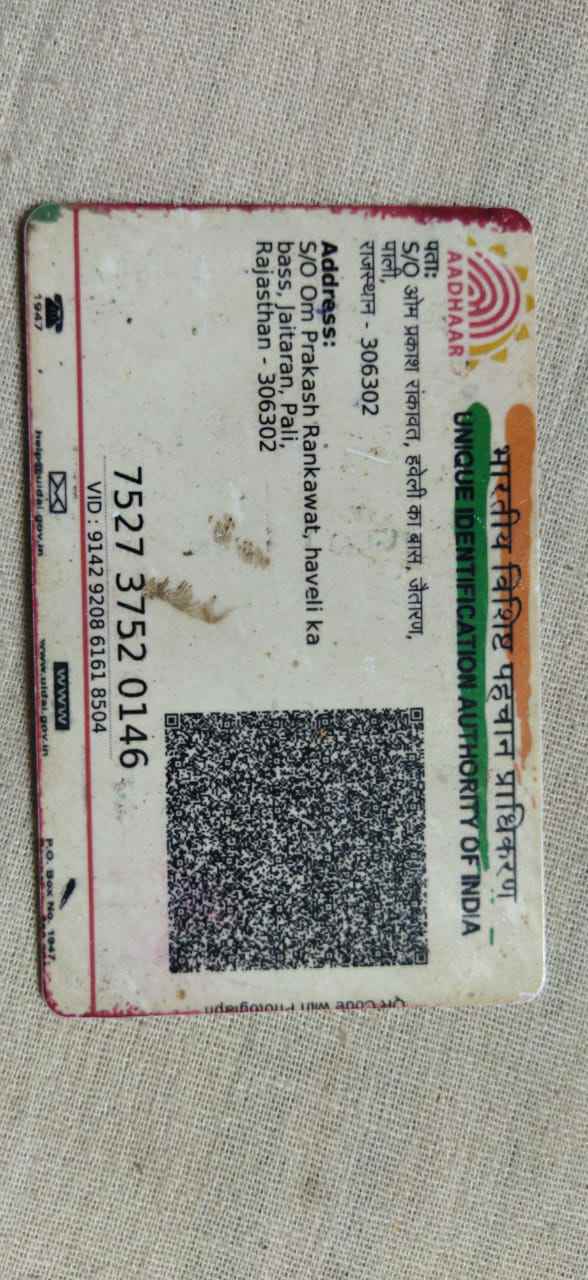 भारतीय विशिष्ट पहचान प्राधिकरण
UNIQUE IDENTIFICATION AUTHORITY OF INDIA
AADHAAR
पता:
S/O ओम प्रकाश रांकावत, हवेली का बास, जैतारण,
पाली,
राजस्थान - 306302
Address:
S/O Om Prakash Rankawat, haveli ka
bass, Jaitaran, Pali,
Rajasthan - 306302
QR Code with Photograph
7527 3752 0146
VID : 9142 9208 6161 8504
1947
help@uidai.gov.in
www
www.uidai.gov.in
P.O. Box No. 1947,